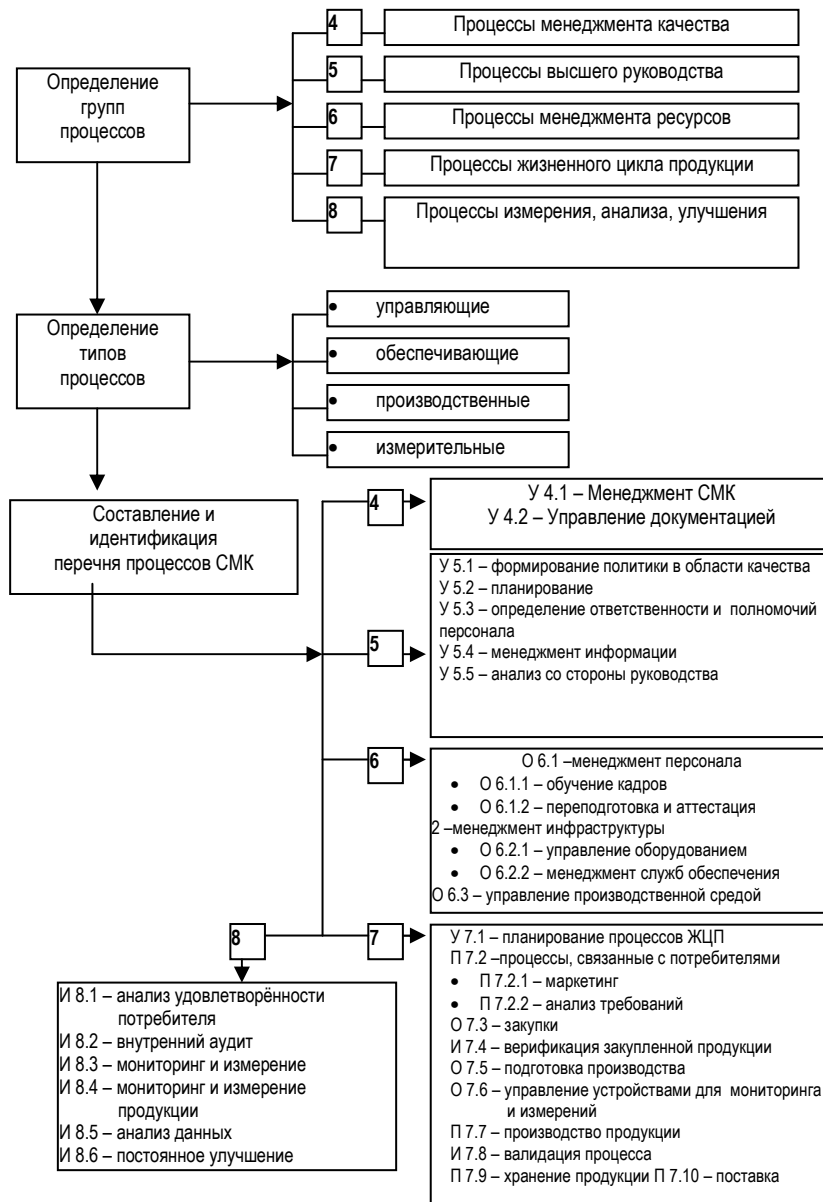 4
Процессы менеджмента качества
5
Процессы высшего руководства
Определение
групп
процессов
6
Процессы менеджмента ресурсов
7
Процессы жизненного цикла продукции
8
Процессы измерения, анализа, улучшения
Определение
типов
процессов
• управляющие
• обеспечивающие
• производственные
• измерительные
Составление и
идентификация
перечня процессов СМК
4
У 4.1 – Менеджмент СМК
У 4.2 – Управление документацией
5
У 5.1 – формирование политики в области качества
У 5.2 – планирование
У 5.3 – определение ответственности и полномочий
персонала
У 5.4 – менеджмент информации
У 5.5 – анализ со стороны руководства
6
О 6.1 –менеджмент персонала
• О 6.1.1 – обучение кадров
• О 6.1.2 – переподготовка и аттестация
2 –менеджмент инфраструктуры
• О 6.2.1 – управление оборудованием
• О 6.2.2 – менеджмент служб обеспечения
О 6.3 – управление производственной средой
7
У 7.1 – планирование процессов ЖЦП
П 7.2 –процессы, связанные с потребителями
• П 7.2.1 – маркетинг
• П 7.2.2 – анализ требований
О 7.3 – закупки
И 7.4 – верификация закупленной продукции
О 7.5 – подготовка производства
О 7.6 – управление устройствами для мониторинга
и измерений
П 7.7 – производство продукции
И 7.8 – валидация процесса
П 7.9 – хранение продукции П 7.10 – поставка
8
И 8.1 – анализ удовлетворённости
потребителя
И 8.2 – внутренний аудит
И 8.3 – мониторинг и измерение
И 8.4 – мониторинг и измерение
продукции
И 8.5 – анализ данных
И 8.6 – постоянное улучшение